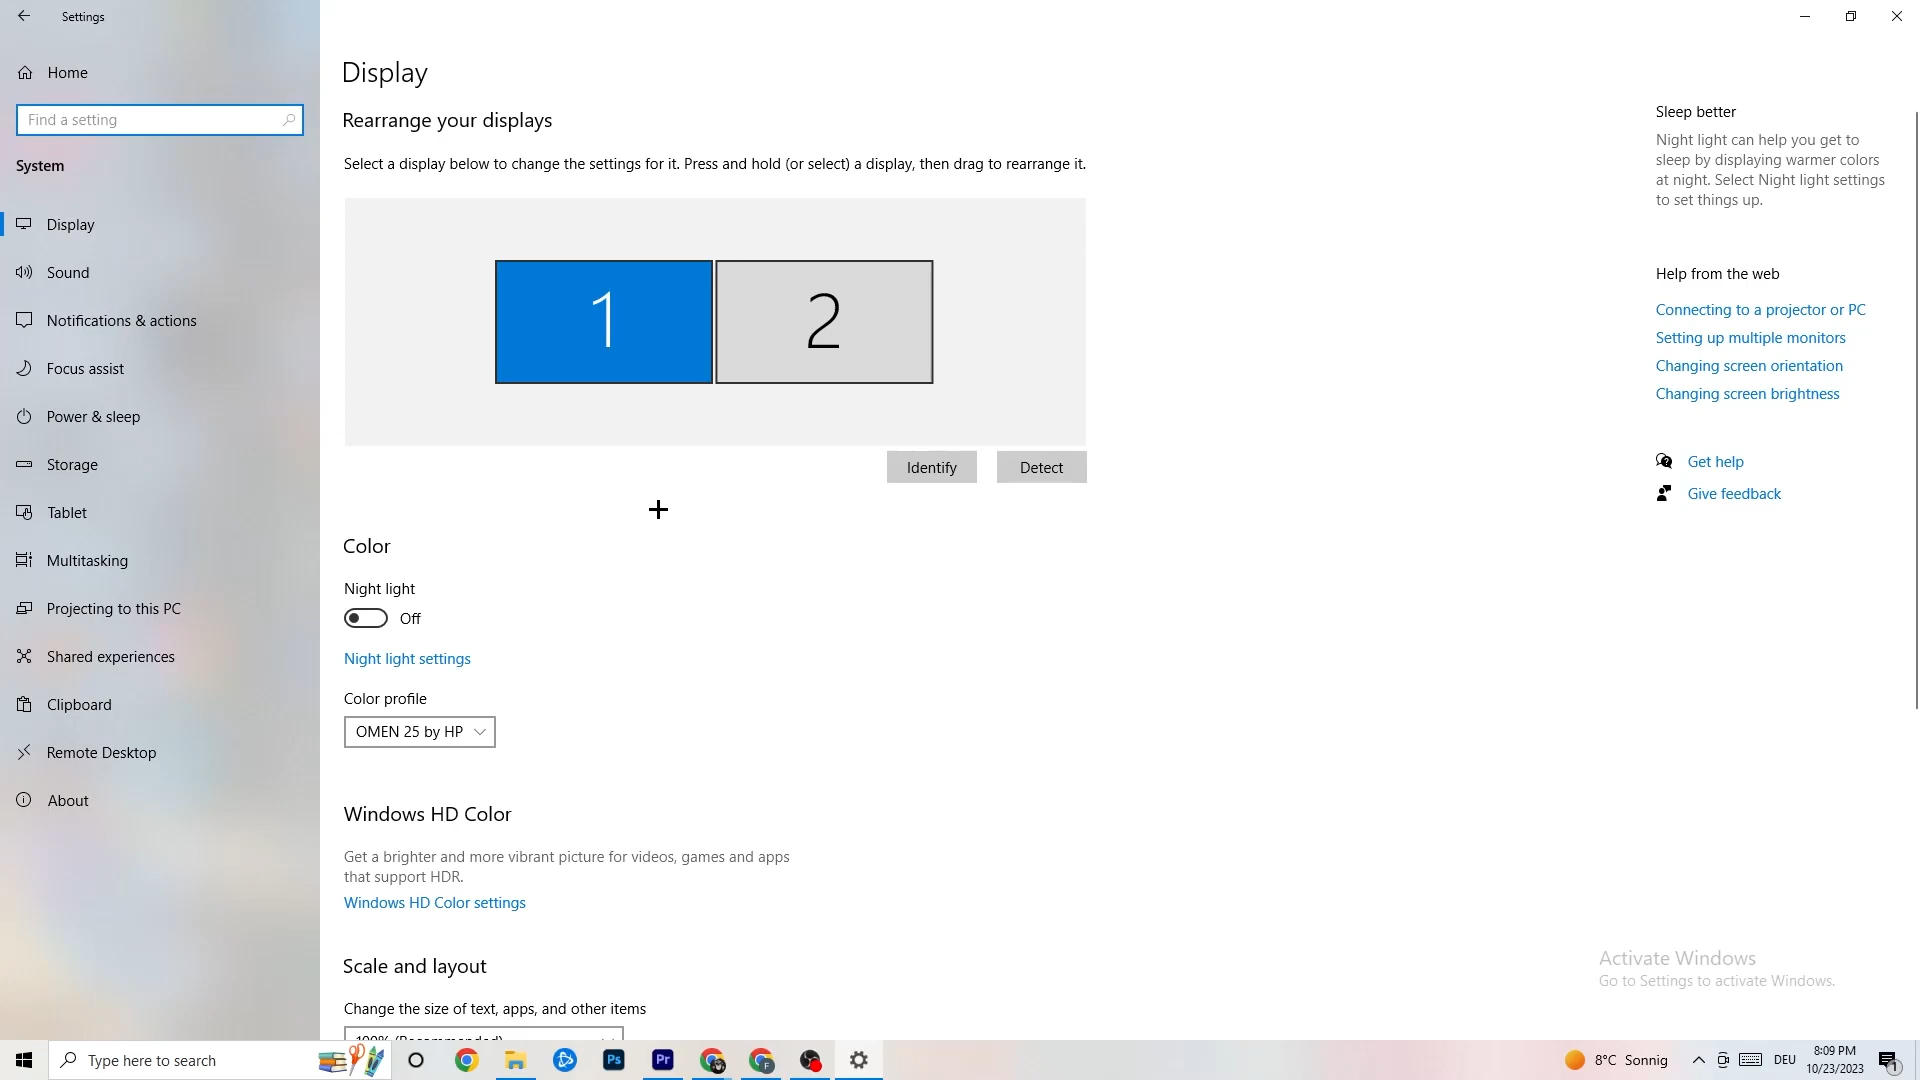 Settings
Home
Find a setting
System
Display
Sound
Notifications & actions
Focus assist
Power & sleep
Storage
Tablet
Multitasking
Projecting to this PC
Shared experiences
Clipboard
Remote Desktop
About
Display
Rearrange your displays
Select a display below to change the settings for it. Press and hold (or select) a display, then drag to rearrange it.
1 2
Identify Detect
Color
Night light
Off
Night light settings
Color profile
OMEN 25 by HP
Windows HD Color
Get a brighter and more vibrant picture for videos, games and apps
that support HDR.
Windows HD Color settings
Scale and layout
Change the size of text, apps, and other items
100% (Recommended)
Sleep better
Night light can help you get to
sleep by displaying warmer colors
at night. Select Night light settings
to set things up.
Help from the web
Connecting to a projector or PC
Setting up multiple monitors
Changing screen orientation
Changing screen brightness
Get help
Give feedback
Activate Windows
Go to Settings to activate Windows.
Type here to search
Ps
Pr
F
8°C Sonnig
DEU
8:09 PM
10/23/2023
1